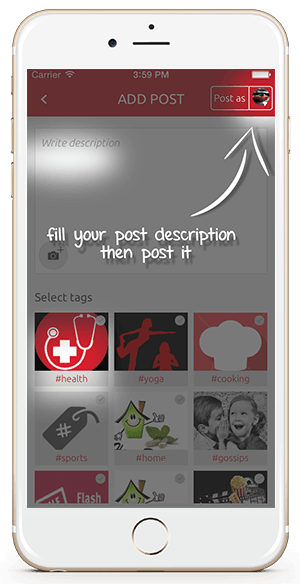 Carrier 3:59 PM
< ADD POST Post as
Write description
fill your post description
then post it
Select tags
#health #yoga #cooking
#
#sports #home #gossips
Flash